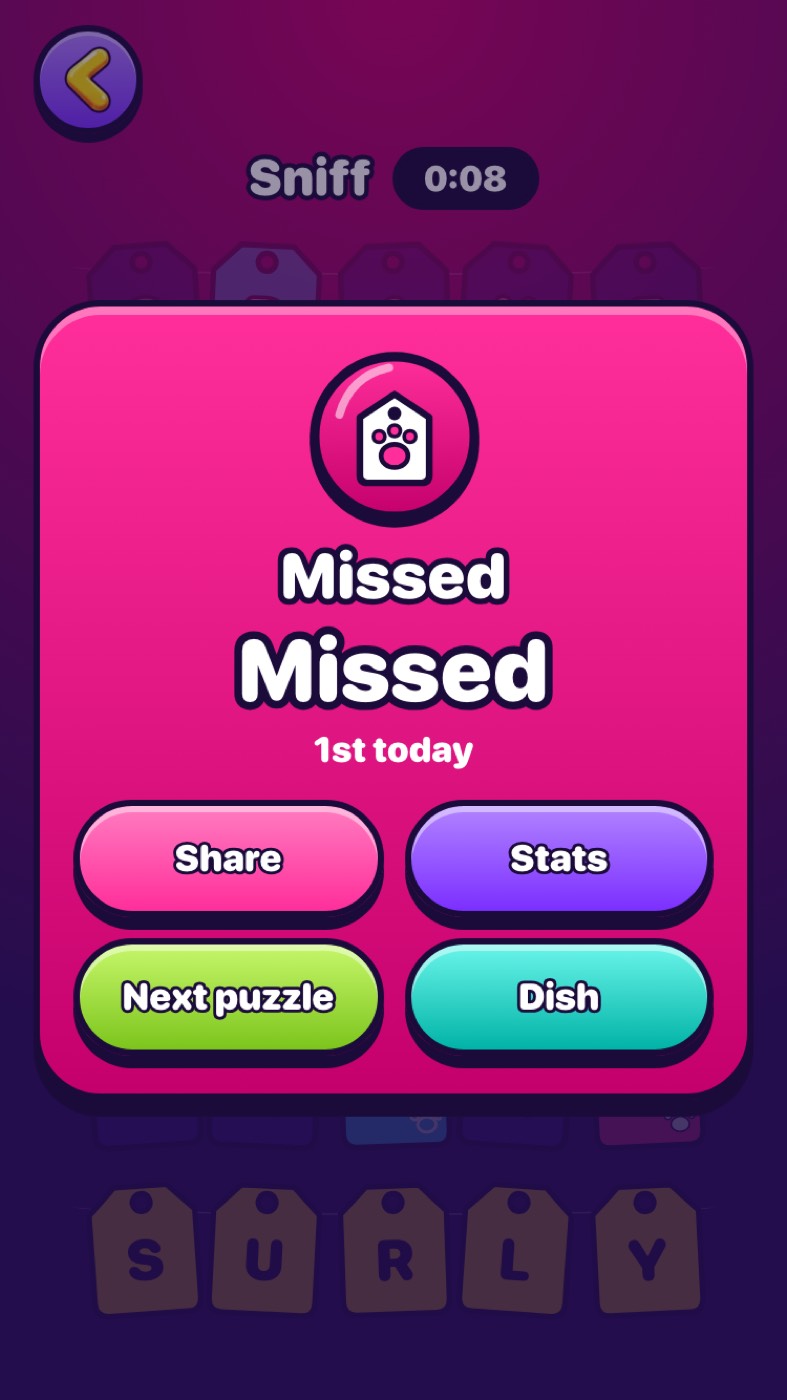 Sniff 0:08
Missed
Missed
1st today
Share Stats
Next puzzle Dish
S U R L Y